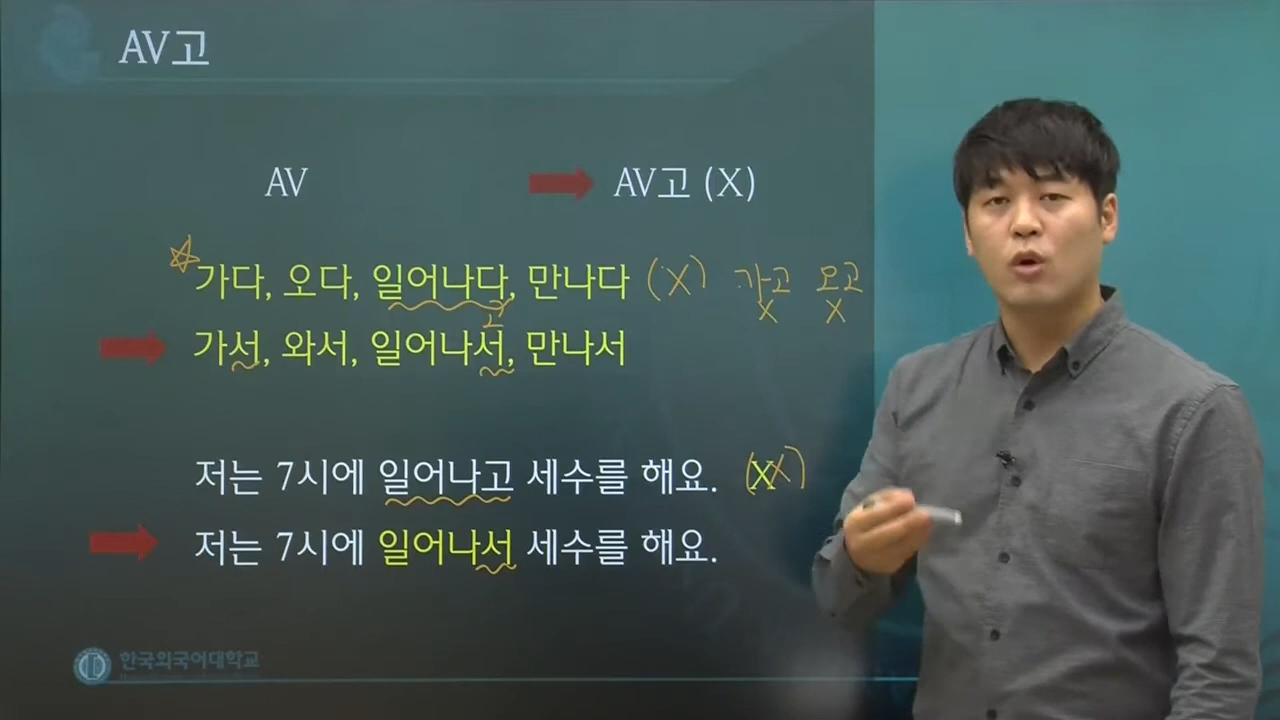 AV고
AV AV고 (X)
가다, 오다, 일어나다, 만나다 (X) 가고 오고
고 X X
가서, 와서, 일어나서, 만나서
저는 7시에 일어나고 세수를 해요. (X X)
저는 7시에 일어나서 세수를 해요.
한국외국어대학교